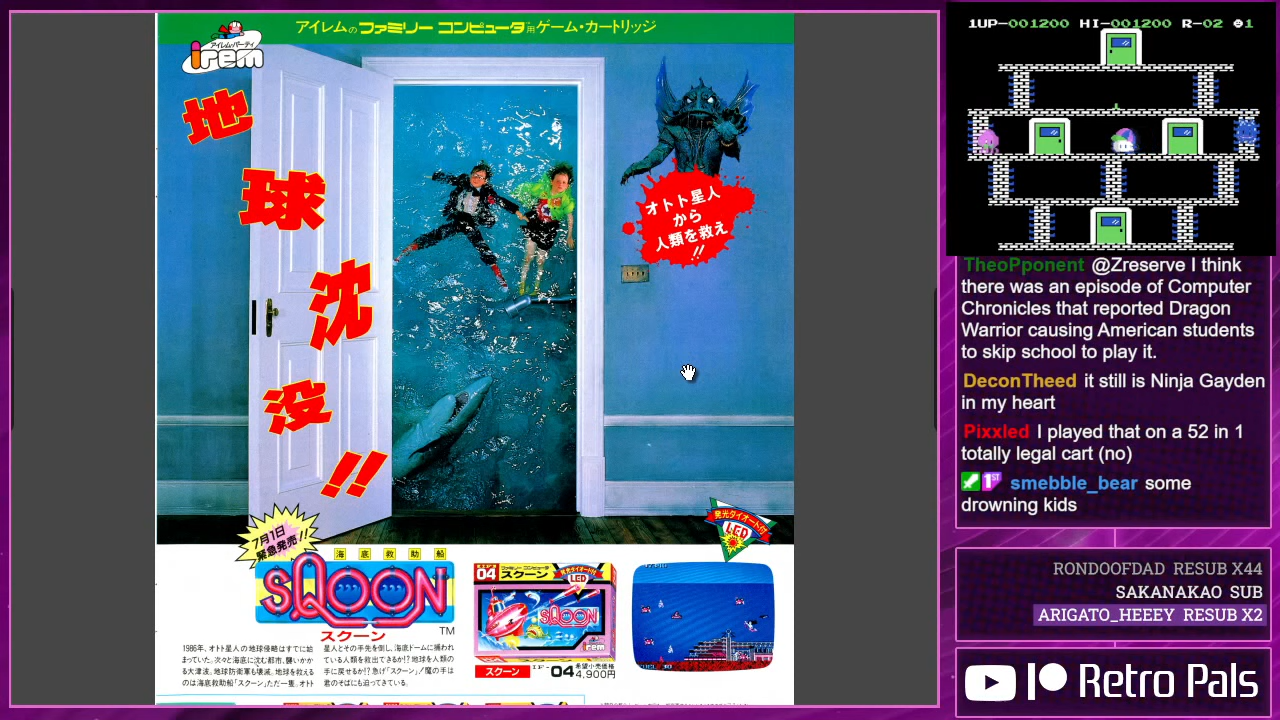 アイレムの ファミリー コンピュータ用 ゲーム・カートリッジ
アイレムパーティ
irem
地球沈没!!
オトト星人
から
人類を救え
!!
7月1日
緊急発売!!
発光ダイオード付
LED
海底救助船
SQOON
TM
スクーン
1986年、オトト星人の地球侵略はすでに始
まっていた。次々と海底に沈む都市、襲いかか
る大津波。地球防衛軍も壊滅。地球を救える
のは海底救助船「スクーン」ただ一隻。オトト
星人とその手先を倒し、海底ドームに捕われ
ている人類を救出できるか!?地球を人類の
手に戻せるか!?急げ「スクーン」!魔の手は
君のそばにも迫ってきている。
04
ファミリーコンピュータ
スクーン
LED
SQOON
irem
スクーン
IF-04
希望小売価格
4,900円
1UP-001200 HI-001200 R-02 1
TheoPponent @Zreserve I think
there was an episode of Computer
Chronicles that reported Dragon
Warrior causing American students
to skip school to play it.
DeconTheed it still is Ninja Gayden
in my heart
Pixxled I played that on a 52 in 1
totally legal cart (no)
1ST smebble_bear some
drowning kids
RONDOOFDAD RESUB X44
SAKANAKAO SUB
ARIGATO_HEEEY RESUB X2
Retro Pals